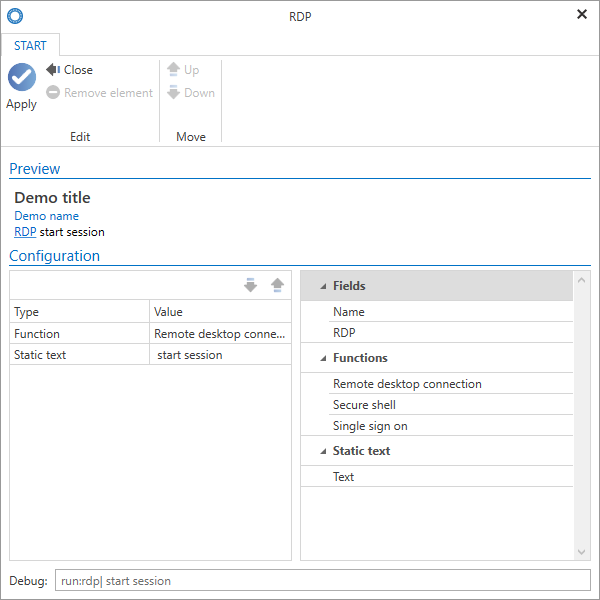 RDP
START
Apply
Close
Remove element
Edit
Up
Down
Move
Preview
Demo title
Demo name
RDP start session
Configuration
Type Value
Function Remote desktop conne...
Static text start session
Fields
Name
RDP
Functions
Remote desktop connection
Secure shell
Single sign on
Static text
Text
Debug: run:rdp| start session